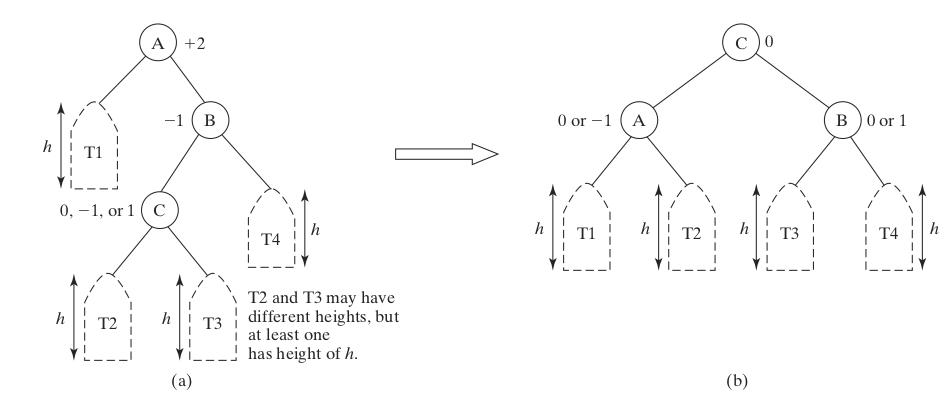 A +2
h T1
−1 B
0, −1, or 1 C
T4 h
h T2
h T3
T2 and T3 may have
different heights, but
at least one
has height of h.
(a)
C 0
0 or −1 A
B 0 or 1
h T1
h T2
h T3
T4 h
(b)